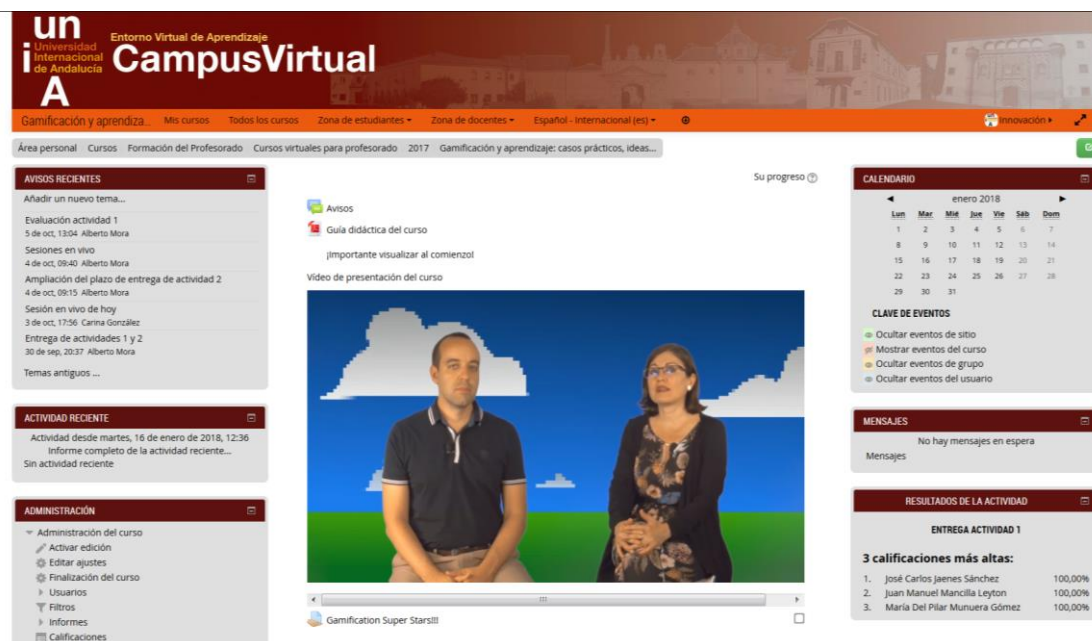 un
i Universidad
Internacional
de Andalucía
A
Entorno Virtual de Aprendizaje
CampusVirtual
Gamificación y aprendiza... Mis cursos Todos los cursos Zona de estudiantes Zona de docentes Español - Internacional (es) innovación
Área personal Cursos Formación del Profesorado Cursos virtuales para profesorado 2017 Gamificación y aprendizaje: casos prácticos, ideas...
AVISOS RECIENTES
Añadir un nuevo tema...
Evaluación actividad 1
5 de oct, 13:04 Alberto Mora
Sesiones en vivo
4 de oct, 09:40 Alberto Mora
Ampliación del plazo de entrega de actividad 2
4 de oct, 09:15 Alberto Mora
Sesión en vivo de hoy
3 de oct, 17:56 Carina González
Entrega de actividades 1 y 2
30 de sep, 20:37 Alberto Mora
Temas antiguos ...
ACTIVIDAD RECIENTE
Actividad desde martes, 16 de enero de 2018, 12:36
Informe completo de la actividad reciente...
Sin actividad reciente
ADMINISTRACIÓN
Administración del curso
Activar edición
Editar ajustes
Finalización del curso
Usuarios
Filtros
Informes
Calificaciones
Su progreso
Avisos
Guía didáctica del curso
¡Importante visualizar al comienzo!
Vídeo de presentación del curso
Gamification Super Stars!!!
CALENDARIO
enero 2018
Lun Mar Mié Jue Vie Sáb Dom
1 2 3 4 5 6 7
8 9 10 11 12 13 14
15 16 17 18 19 20 21
22 23 24 25 26 27 28
29 30 31
CLAVE DE EVENTOS
Ocultar eventos de sitio
Mostrar eventos del curso
Ocultar eventos de grupo
Ocultar eventos del usuario
MENSAJES
No hay mensajes en espera
Mensajes
RESULTADOS DE LA ACTIVIDAD
ENTREGA ACTIVIDAD 1
3 calificaciones más altas:
1. José Carlos Jaenes Sánchez 100,00%
2. Juan Manuel Mancilla Leyton 100,00%
3. María Del Pilar Munuera Gómez 100,00%